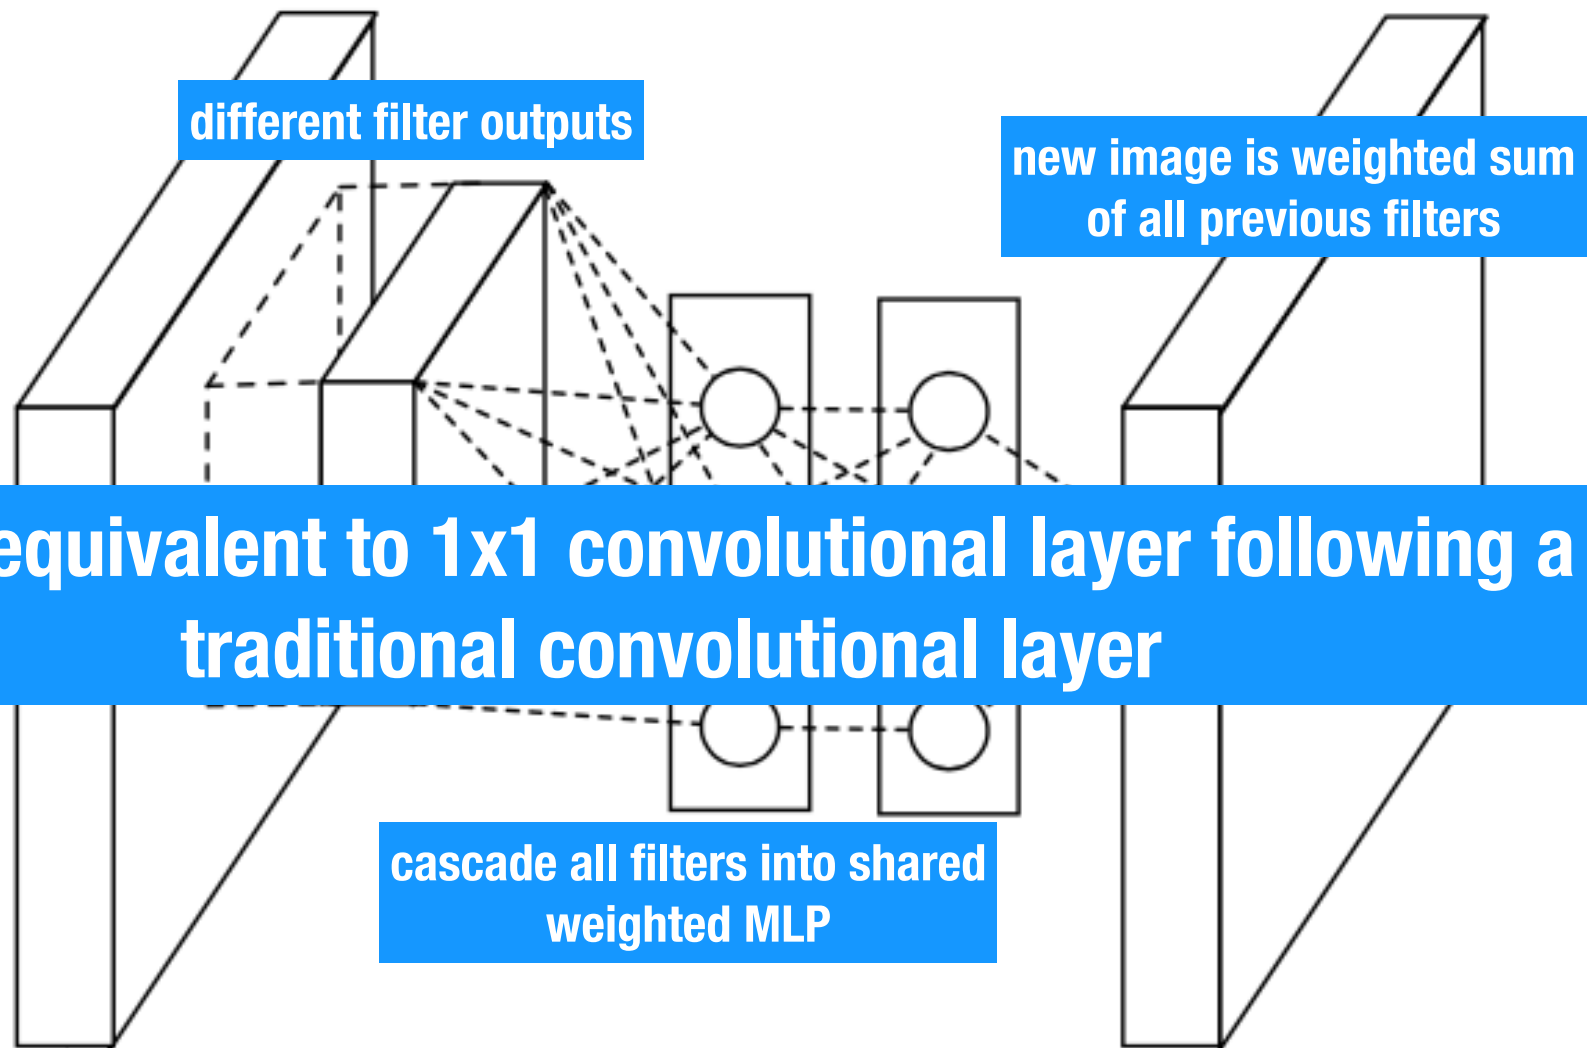 different filter outputs
new image is weighted sum
of all previous filters
equivalent to 1x1 convolutional layer following a
traditional convolutional layer
cascade all filters into shared
weighted MLP